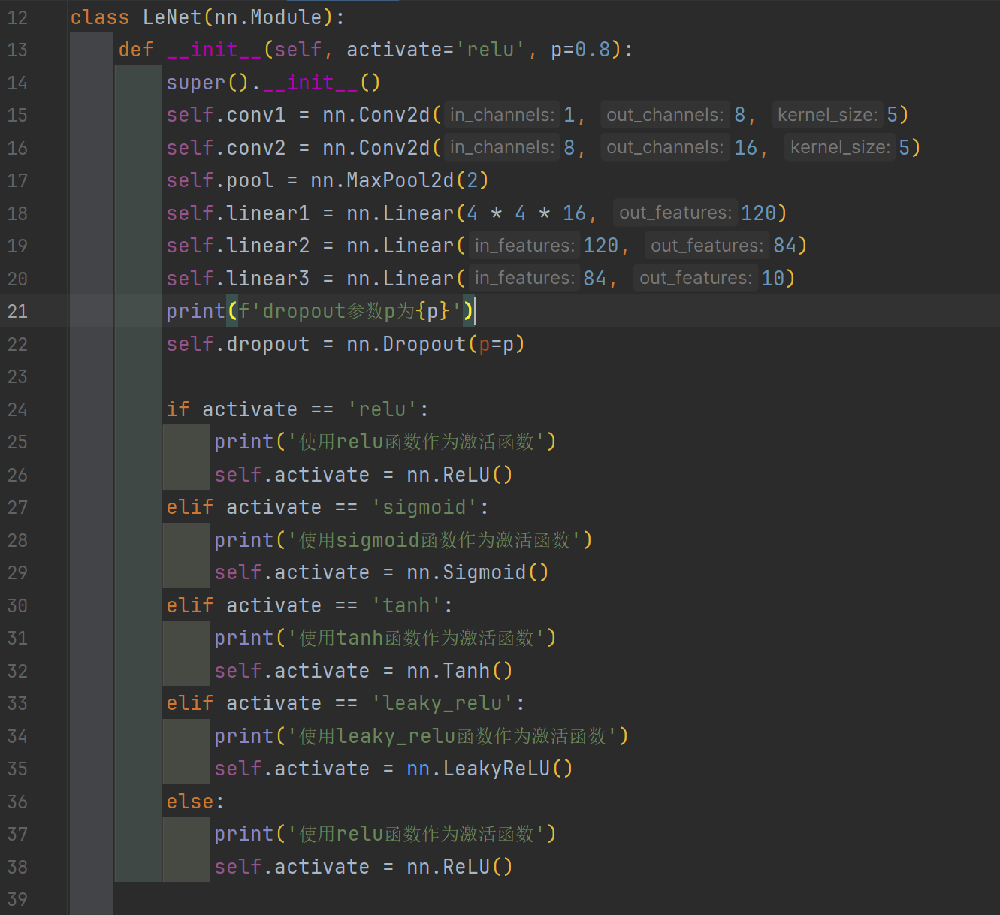 12 class LeNet(nn.Module):
13 def __init__(self, activate='relu', p=0.8):
14 super().__init__()
15 self.conv1 = nn.Conv2d( in_channels: 1, out_channels: 8, kernel_size: 5)
16 self.conv2 = nn.Conv2d( in_channels: 8, out_channels: 16, kernel_size: 5)
17 self.pool = nn.MaxPool2d(2)
18 self.linear1 = nn.Linear(4 * 4 * 16, out_features: 120)
19 self.linear2 = nn.Linear( in_features: 120, out_features: 84)
20 self.linear3 = nn.Linear( in_features: 84, out_features: 10)
21 print(f'dropout参数p为{p}')
22 self.dropout = nn.Dropout(p=p)
23
24 if activate == 'relu':
25 print('使用relu函数作为激活函数')
26 self.activate = nn.ReLU()
27 elif activate == 'sigmoid':
28 print('使用sigmoid函数作为激活函数')
29 self.activate = nn.Sigmoid()
30 elif activate == 'tanh':
31 print('使用tanh函数作为激活函数')
32 self.activate = nn.Tanh()
33 elif activate == 'leaky_relu':
34 print('使用leaky_relu函数作为激活函数')
35 self.activate = nn.LeakyReLU()
36 else:
37 print('使用relu函数作为激活函数')
38 self.activate = nn.ReLU()
39